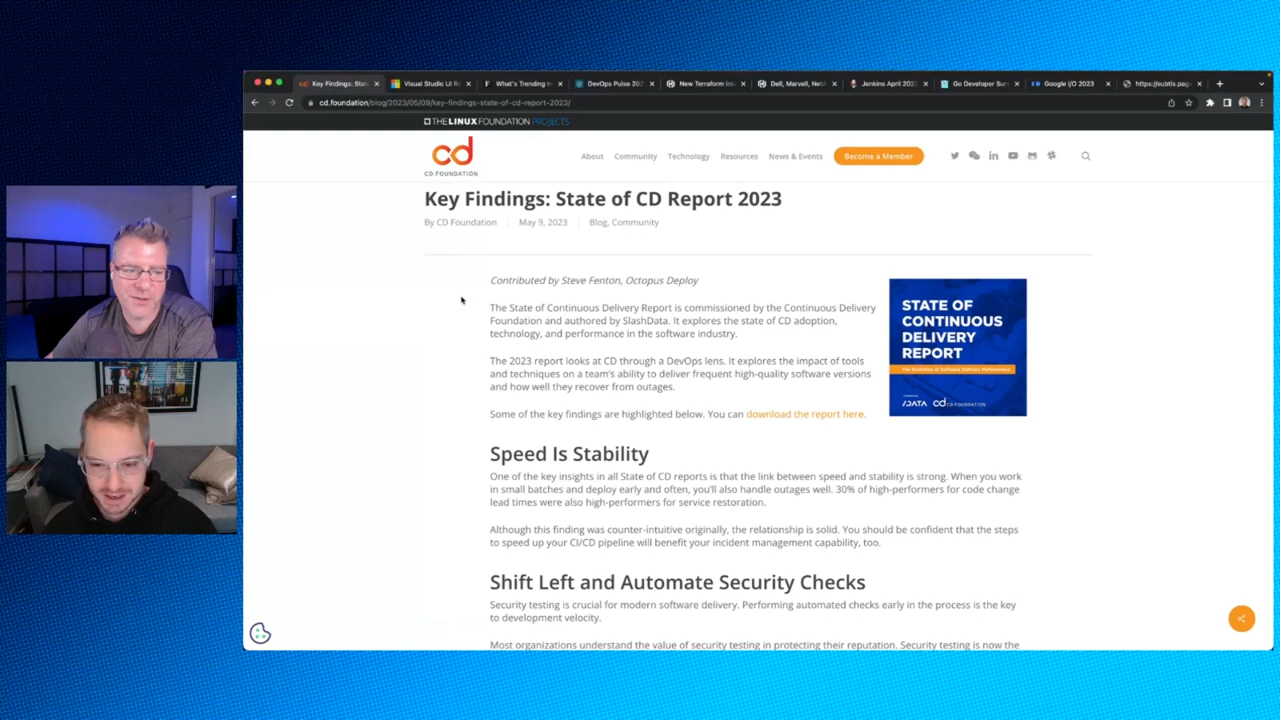 Key Findings: Stat
Visual Studio UI Re
What's Trending in
DevOps Pulse 202
New Terraform int
Dell, Marvell, NetA
Jenkins April 2023
Go Developer Surv
Google I/O 2023
https://subtls.pag
cd.foundation/blog/2023/05/09/key-findings-state-of-cd-report-2023/
THE LINUX FOUNDATION PROJECTS
cd
CD.FOUNDATION
About
Community
Technology
Resources
News & Events
Become a Member
Key Findings: State of CD Report 2023
By CD Foundation
May 9, 2023
Blog, Community
Contributed by Steve Fenton, Octopus Deploy
The State of Continuous Delivery Report is commissioned by the Continuous Delivery
Foundation and authored by SlashData. It explores the state of CD adoption,
technology, and performance in the software industry.
The 2023 report looks at CD through a DevOps lens. It explores the impact of tools
and techniques on a team's ability to deliver frequent high-quality software versions
and how well they recover from outages.
Some of the key findings are highlighted below. You can download the report here.
STATE OF
CONTINUOUS
DELIVERY
REPORT
The Evolution of Software Delivery Performance
/DATA
cd CD.FOUNDATION
Speed Is Stability
One of the key insights in all State of CD reports is that the link between speed and stability is strong. When you work
in small batches and deploy early and often, you'll also handle outages well. 30% of high-performers for code change
lead times were also high-performers for service restoration.
Although this finding was counter-intuitive originally, the relationship is solid. You should be confident that the steps
to speed up your CI/CD pipeline will benefit your incident management capability, too.
Shift Left and Automate Security Checks
Security testing is crucial for modern software delivery. Performing automated checks early in the process is the key
to development velocity.
Most organizations understand the value of security testing in protecting their reputation. Security testing is now the